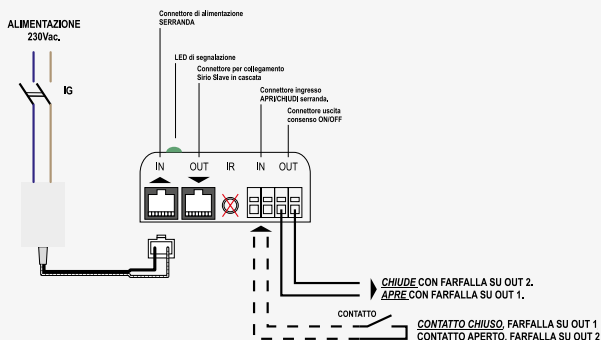 Connettore di alimentazione
SERRANDA
ALIMENTAZIONE
230Vac.
LED di segnalazione
Connettore per collegamento
Sirio Slave in cascata
IG
Connettore ingresso
APRI/CHIUDI serranda.
Connettore uscita
consenso ON/OFF
IN OUT IR IN OUT
CHIUDE CON FARFALLA SU OUT 2.
APRE CON FARFALLA SU OUT 1.
CONTATTO
CONTATTO CHIUSO, FARFALLA SU OUT 1
CONTATTO APERTO, FARFALLA SU OUT 2